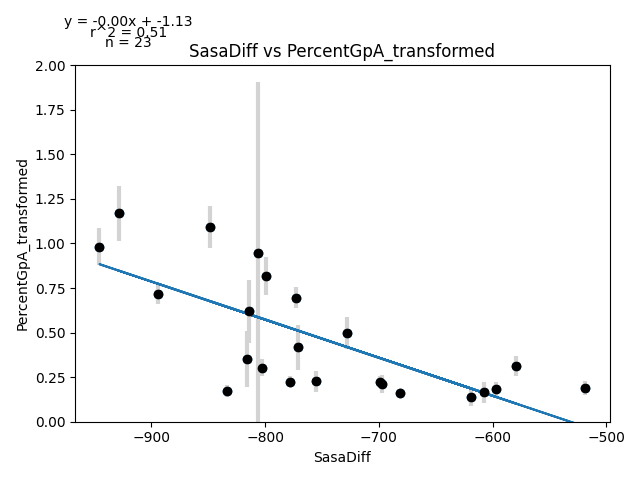 y = -0.00x + -1.13
r^2 = 0.51
n = 23
SasaDiff vs PercentGpA_transformed
2.00
1.75
1.50
1.25
1.00
0.75
0.50
0.25
0.00
PercentGpA_transformed
−900 −800 −700 −600 −500
SasaDiff